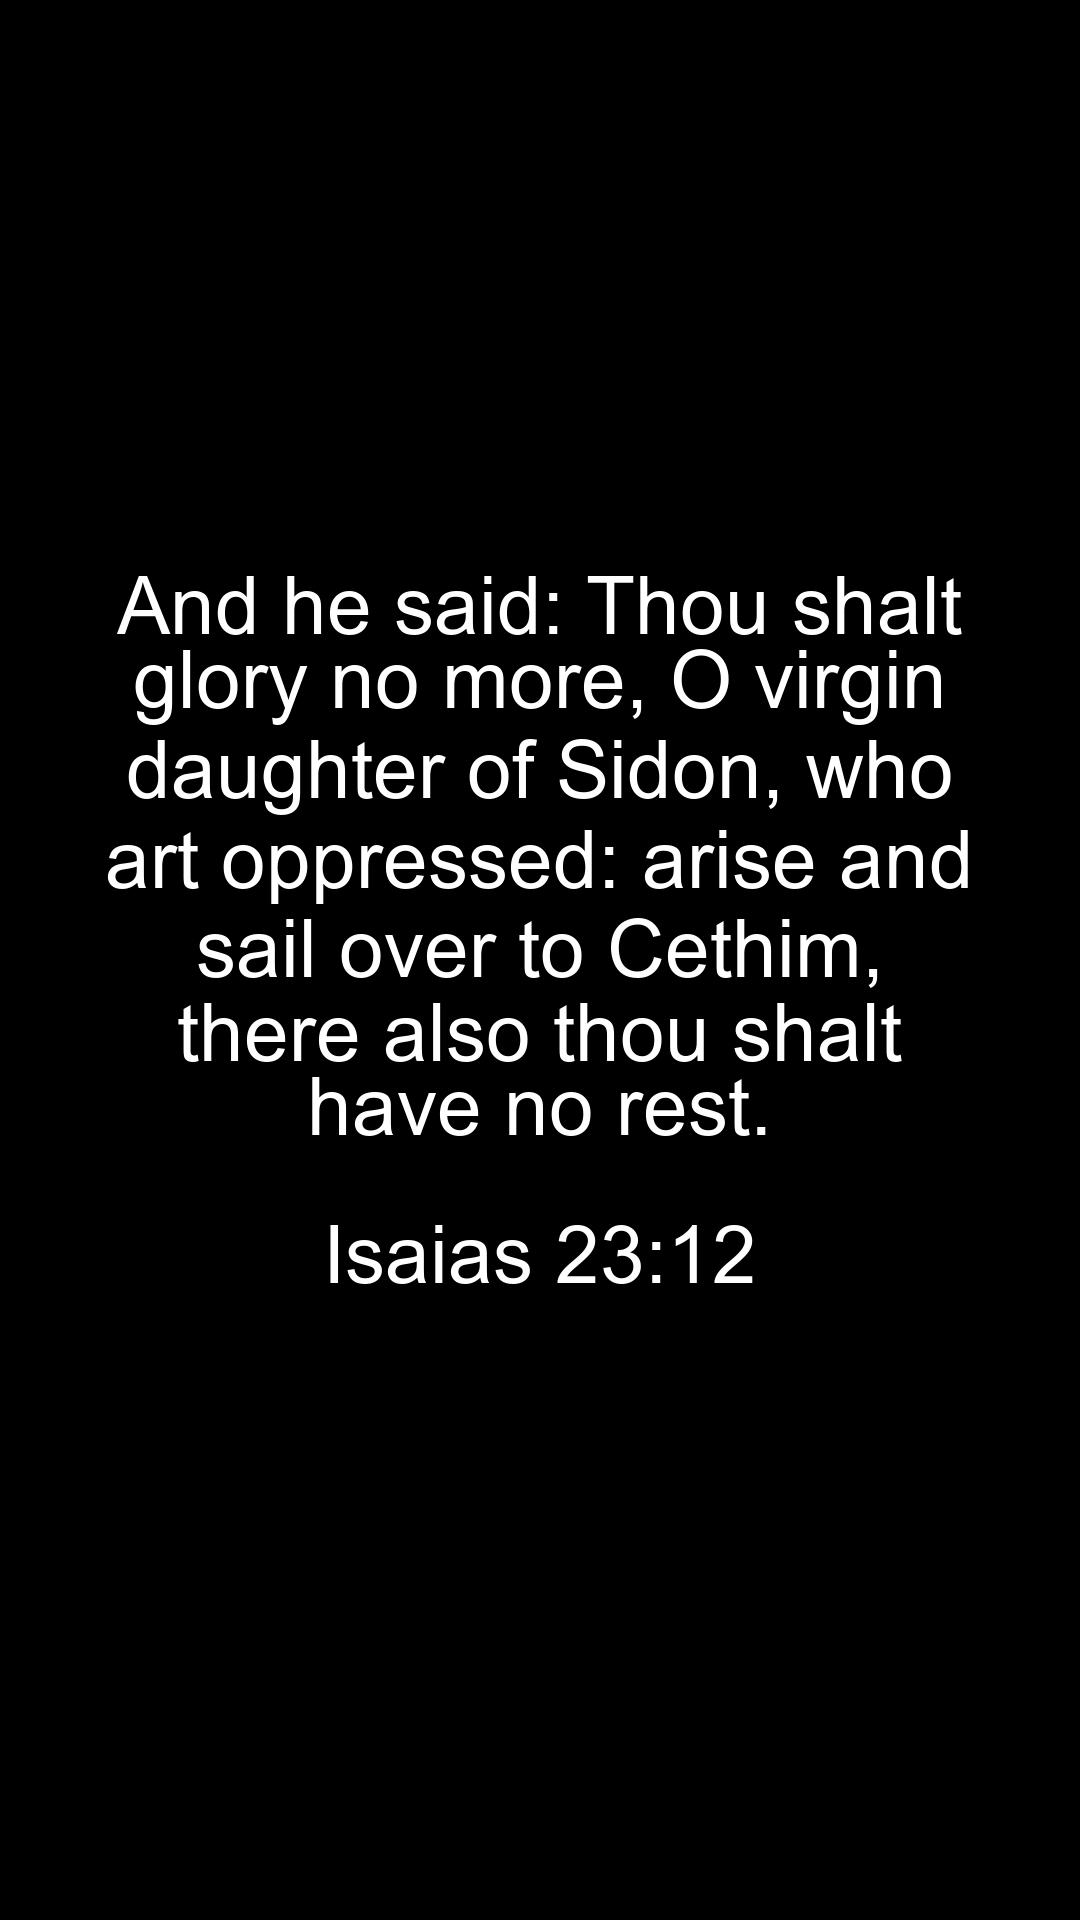 And he said: Thou shalt
glory no more, O virgin
daughter of Sidon, who
art oppressed: arise and
sail over to Cethim,
there also thou shalt
have no rest.
Isaias 23:12